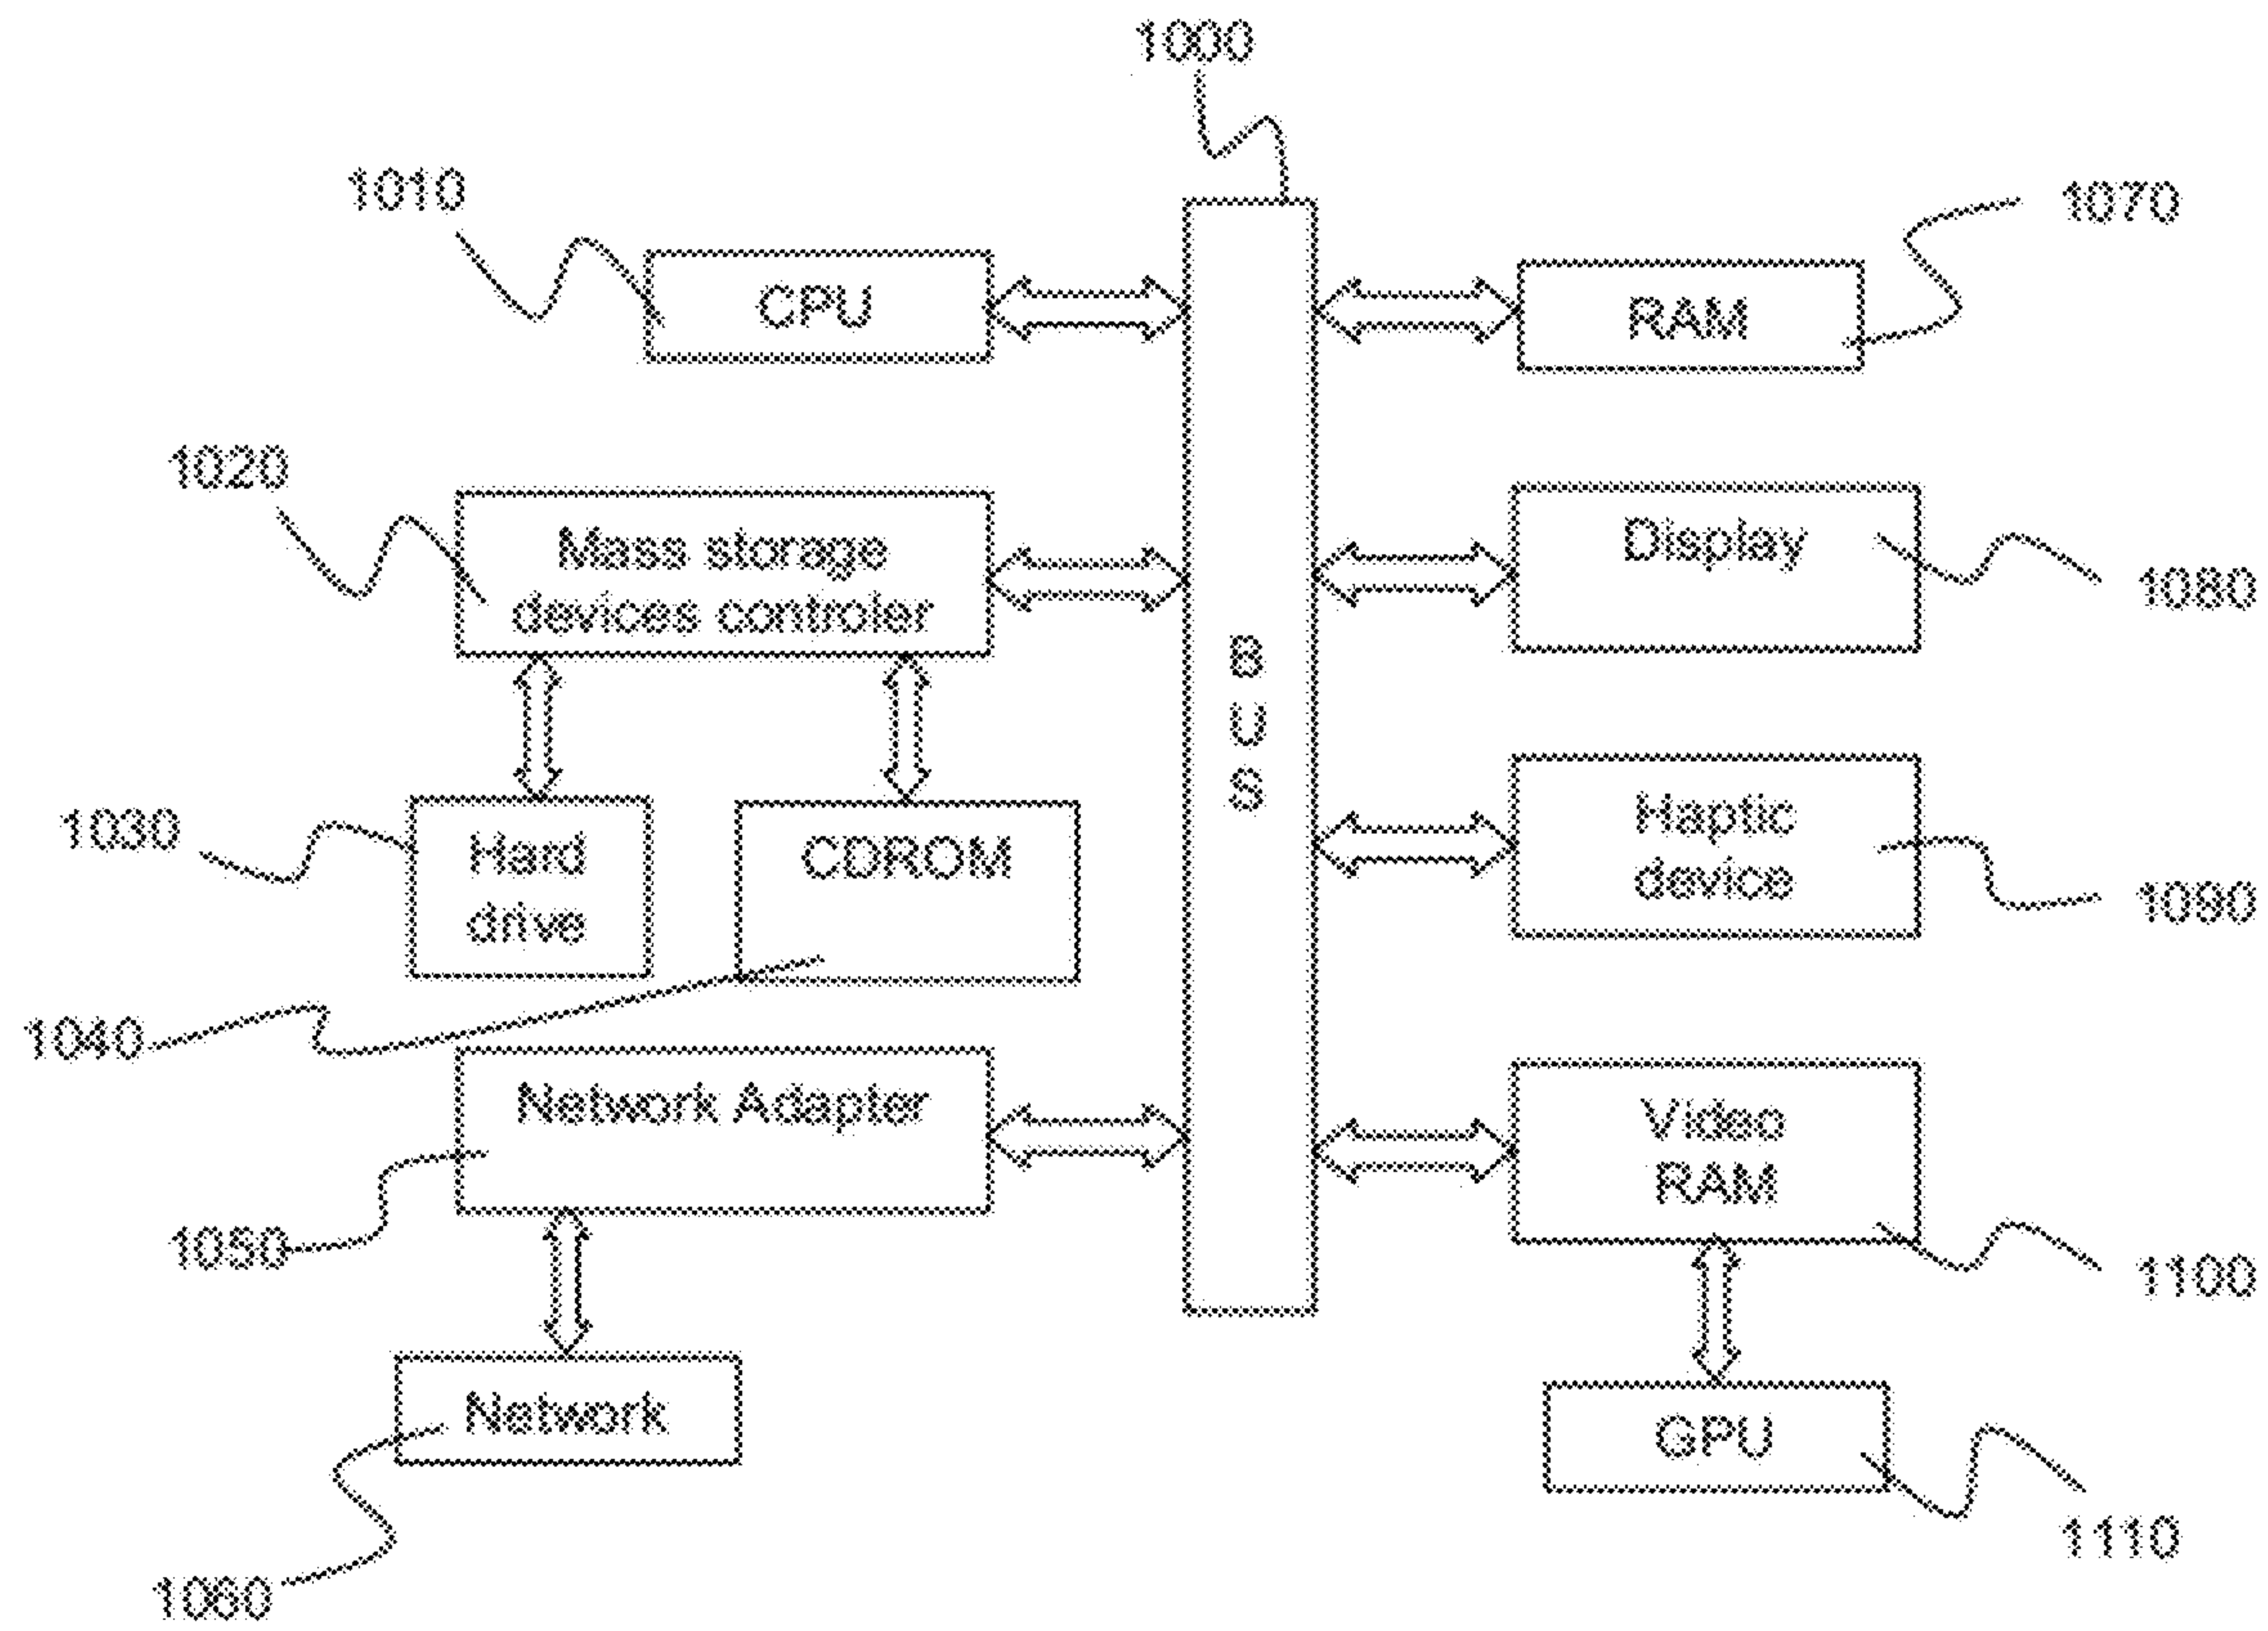 1000
1010
CPU
1070
RAM
1020
Mass storage
devices controler
Display
1080
B
U
S
1030
Hard
drive
CDROM
Haptic
device
1090
1040
Network Adapter
1050
Video
RAM
1100
Network
1060
GPU
1110